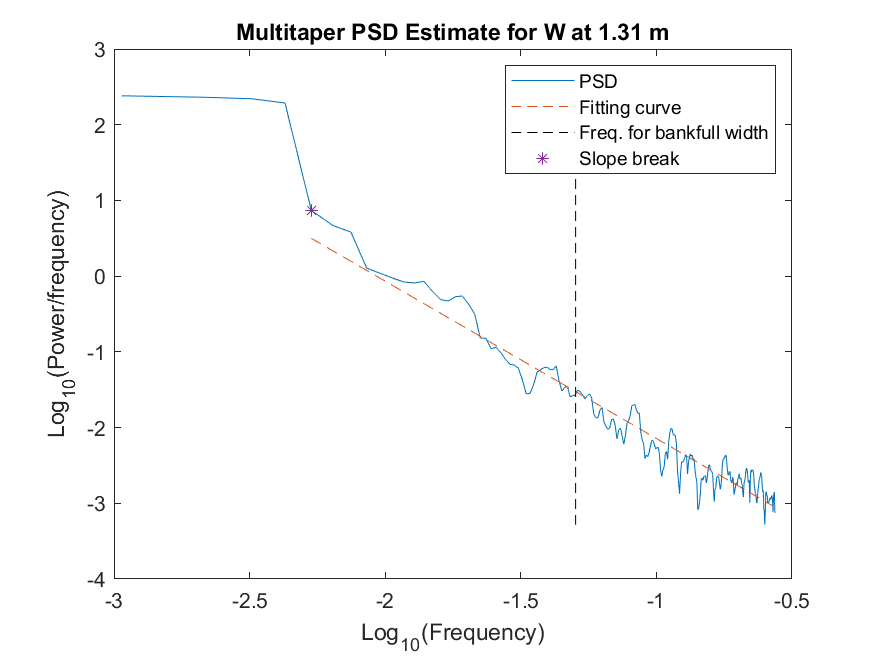 Multitaper PSD Estimate for W at 1.31 m
3
PSD
Fitting curve
Freq. for bankfull width
Slope break
2
1
0
-1
-2
-3
-4
Log10(Power/frequency)
-3
-2.5
-2
-1.5
-1
-0.5
Log10(Frequency)